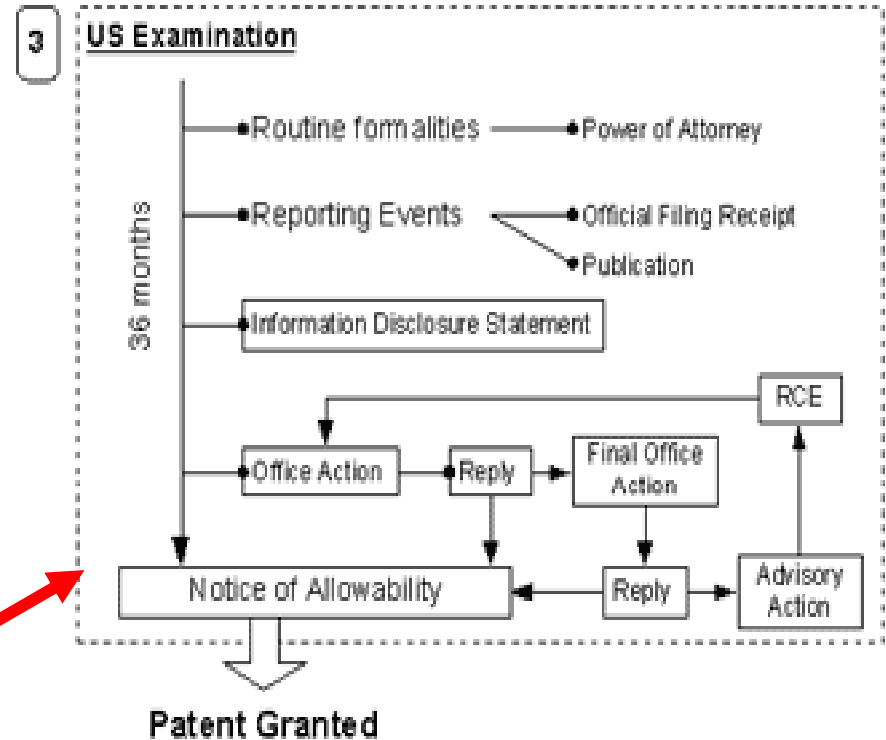 3
US Examination
Routine formalities
Power of Attorney
Reporting Events
Official Filing Receipt
Publication
36 months
Information Disclosure Statement
RCE
Office Action
Reply
Final Office
Action
Notice of Allowability
Reply
Advisory
Action
Patent Granted